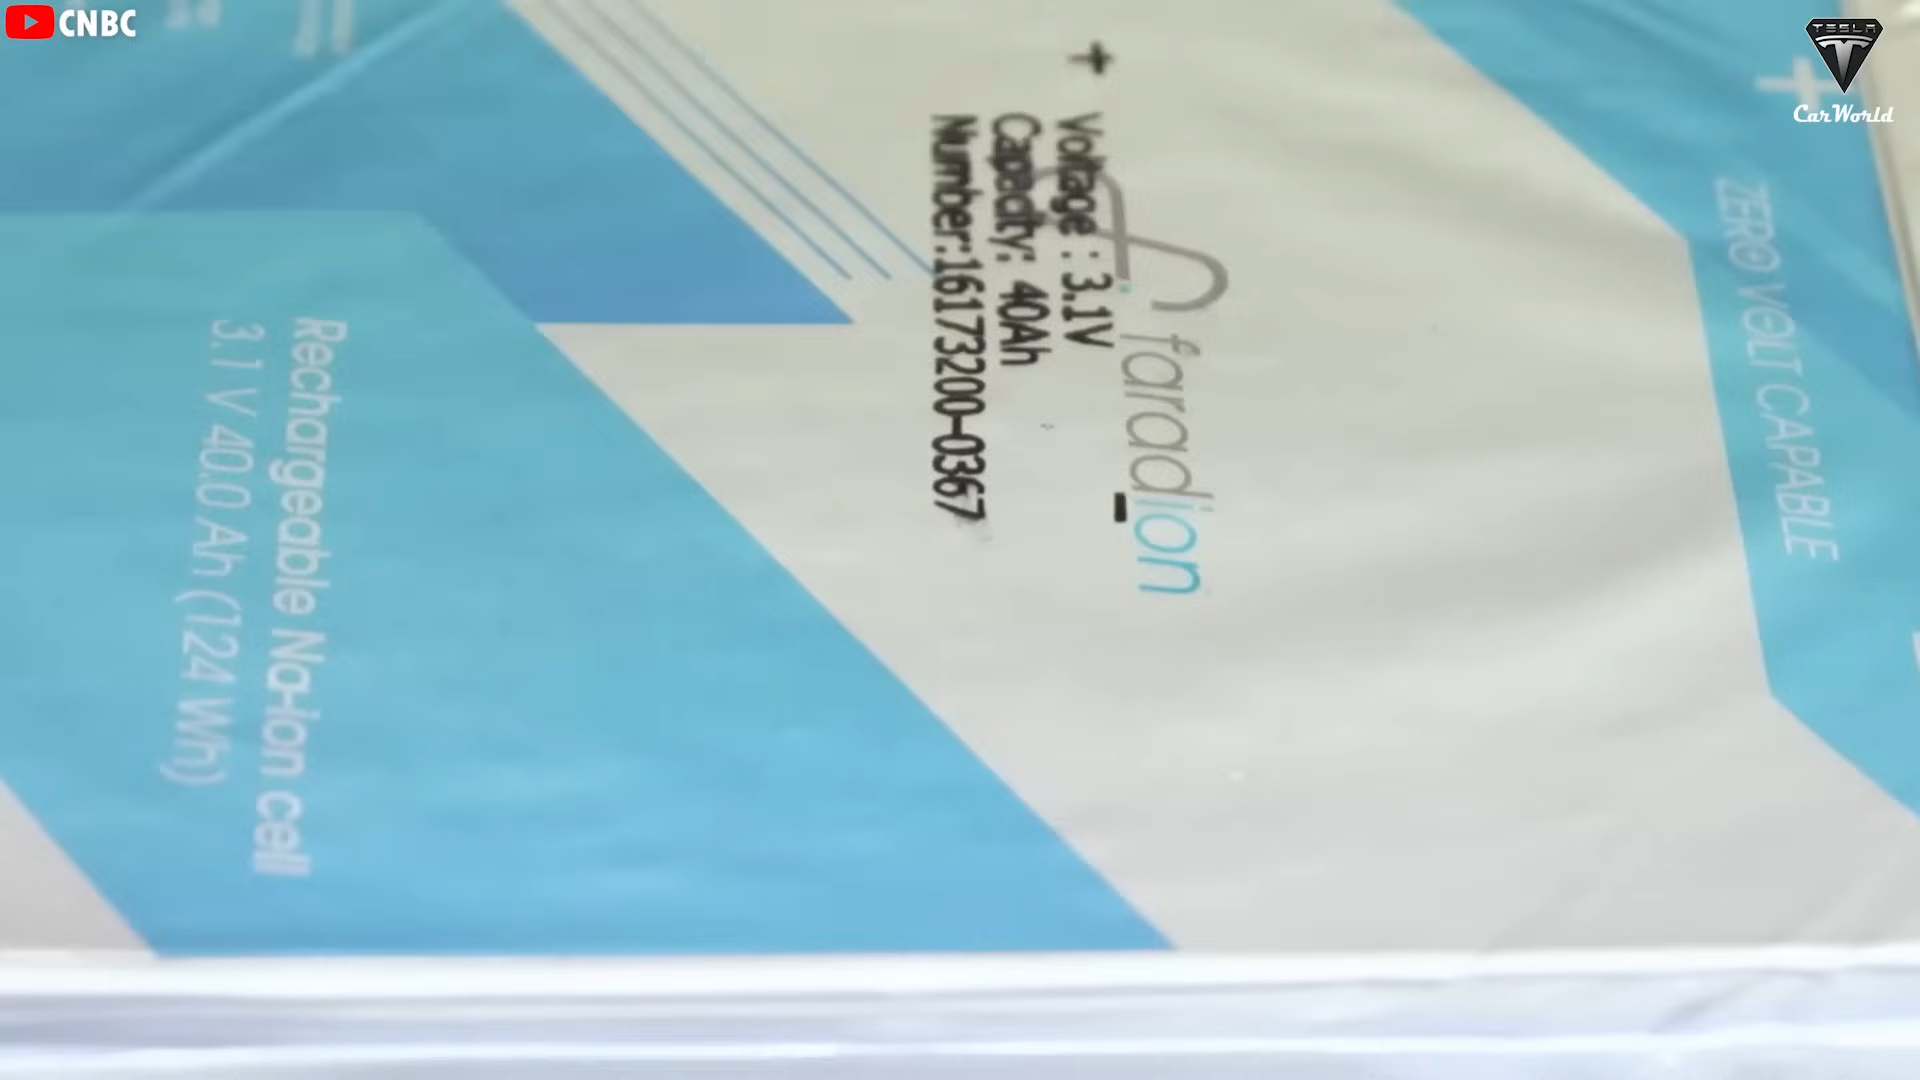 CNBC
TESLA
Car World
+
Voltage : 3.1V
Capacity: 40Ah
Number:16173200-0367
faradion
-
Rechargeable Na-ion cell
3.1 V 40.0 Ah (124 Wh)
+
ZERO VOLT CAPABLE